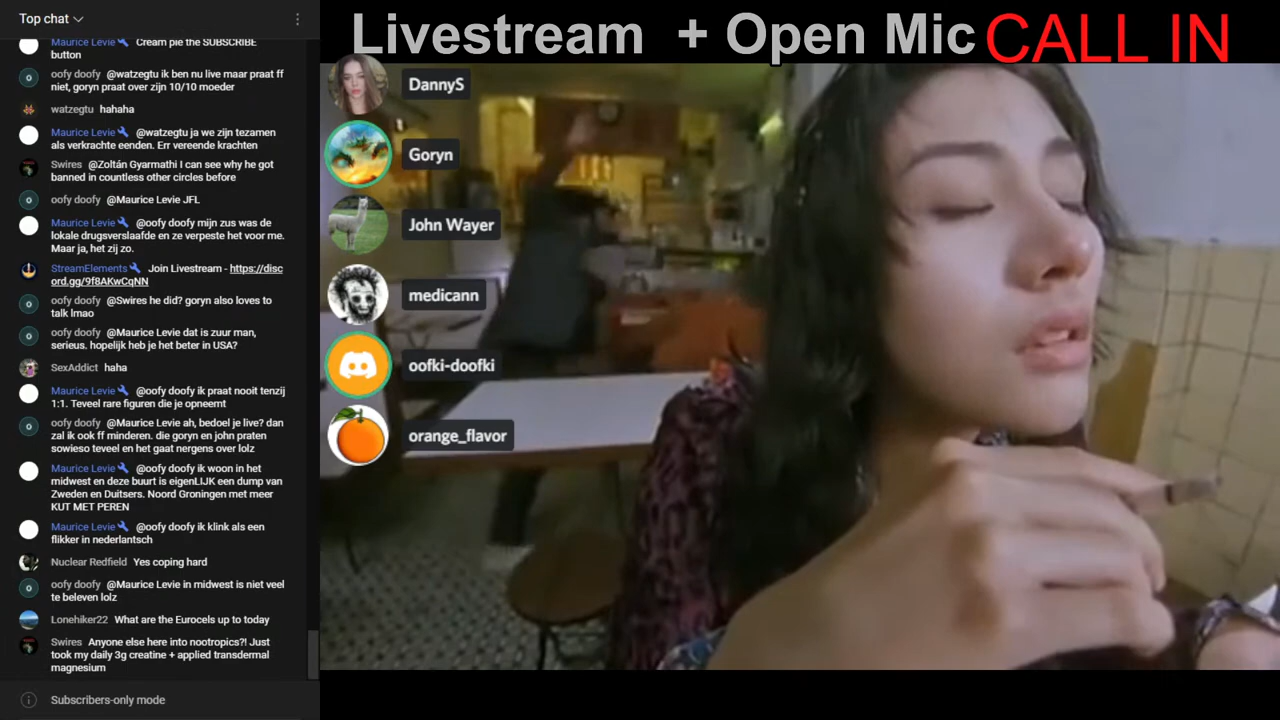 Top chat
Maurice Levie Cream pie the SUBSCRIBE
button
oofy doofy @watzegtu ik ben nu live maar praat ff
niet, goryn praat over zijn 10/10 moeder
watzegtu hahaha
Maurice Levie @watzegtu ja we zijn tezamen
als verkrachte eenden. Err vereende krachten
Swires @Zoltán Gyarmathi I can see why he got
banned in countless other circles before
oofy doofy @Maurice Levie JFL
Maurice Levie @oofy doofy mijn zus was de
lokale drugsverslaafde en ze verpeste het voor me.
Maar ja, het zij zo.
StreamElements Join Livestream - https://disc
ord.gg/9f8AKwCqNN
oofy doofy @Swires he did? goryn also loves to
talk lmao
oofy doofy @Maurice Levie dat is zuur man,
serieus. hopelijk heb je het beter in USA?
SexAddict haha
Maurice Levie @oofy doofy ik praat nooit tenzij
1:1. Teveel rare figuren die je opneemt
oofy doofy @Maurice Levie ah, bedoel je live? dan
zal ik ook ff minderen. die goryn and john praten
sowieso teveel en het gaat nergens over lolz
Maurice Levie @oofy doofy ik woon in het
midwest en deze buurt is eigenLIJK een dump van
Zweden en Duitsers. Noord Groningen met meer
KUT MET PEREN
Maurice Levie @oofy doofy ik klink als een
flikker in nederlantsch
Nuclear Redfield Yes coping hard
oofy doofy @Maurice Levie in midwest is niet veel
te beleven lolz
Lonehiker22 What are the Eurocels up to today
Swires Anyone else here into nootropics?! Just
took my daily 3g creatine + applied transdermal
magnesium
Subscribers-only mode
Livestream + Open Mic CALL IN
DannyS
Goryn
John Wayer
medicann
oofki-doofki
orange_flavor